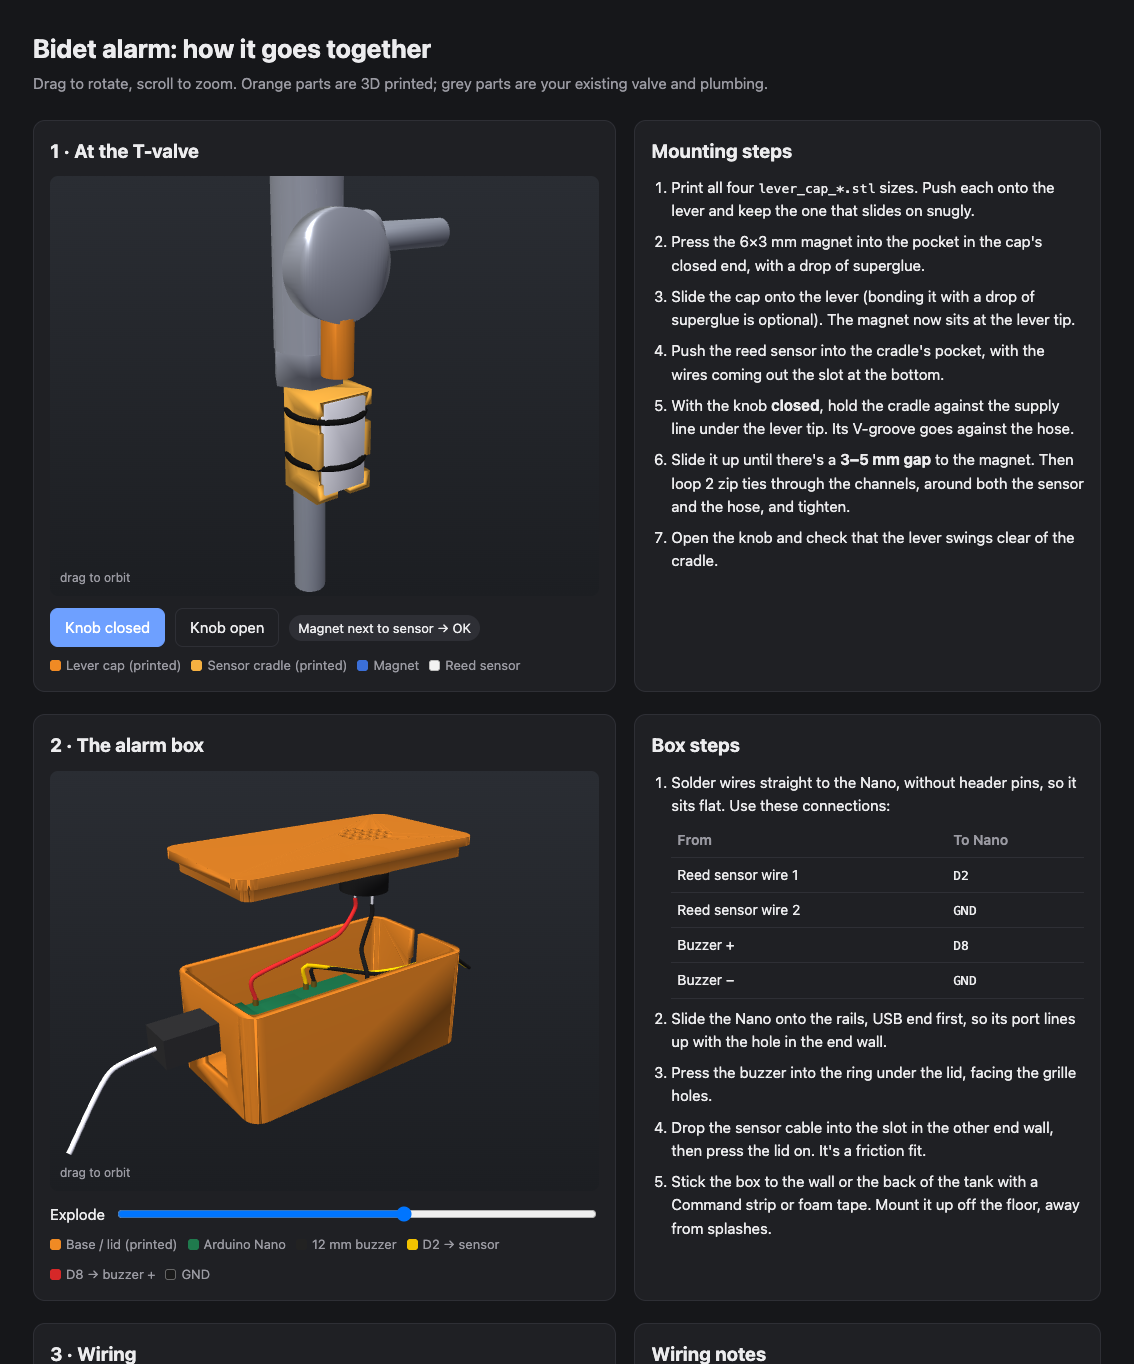 Bidet alarm: how it goes together
Drag to rotate, scroll to zoom. Orange parts are 3D printed; grey parts are your existing valve and plumbing.
1 · At the T-valve
drag to orbit
Knob closed
Knob open
Magnet next to sensor → OK
Lever cap (printed)
Sensor cradle (printed)
Magnet
Reed sensor
Mounting steps
1. Print all four lever_cap_*.stl sizes. Push each onto the
lever and keep the one that slides on snugly.
2. Press the 6×3 mm magnet into the pocket in the cap's
closed end, with a drop of superglue.
3. Slide the cap onto the lever (bonding it with a drop of
superglue is optional). The magnet now sits at the lever tip.
4. Push the reed sensor into the cradle's pocket, with the
wires coming out the slot at the bottom.
5. With the knob closed, hold the cradle against the supply
line under the lever tip. Its V-groove goes against the hose.
6. Slide it up until there's a 3–5 mm gap to the magnet. Then
loop 2 zip ties through the channels, around both the sensor
and the hose, and tighten.
7. Open the knob and check that the lever swings clear of the
cradle.
2 · The alarm box
drag to orbit
Explode
Base / lid (printed)
Arduino Nano
12 mm buzzer
D2 → sensor
D8 → buzzer +
GND
Box steps
1. Solder wires straight to the Nano, without header pins, so it
sits flat. Use these connections:
From To Nano
Reed sensor wire 1 D2
Reed sensor wire 2 GND
Buzzer + D8
Buzzer − GND
2. Slide the Nano onto the rails, USB end first, so its port lines
up with the hole in the end wall.
3. Press the buzzer into the ring under the lid, facing the grille
holes.
4. Drop the sensor cable into the slot in the other end wall,
then press the lid on. It's a friction fit.
5. Stick the box to the wall or the back of the tank with a
Command strip or foam tape. Mount it up off the floor, away
from splashes.
3 · Wiring
Wiring notes